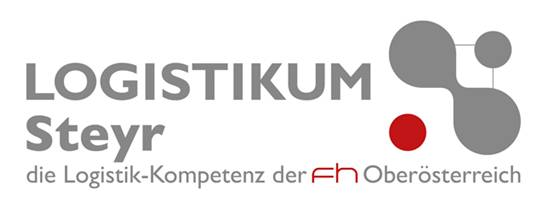 LOGISTIKUM
Steyr
die Logistik-Kompetenz der fh Oberösterreich